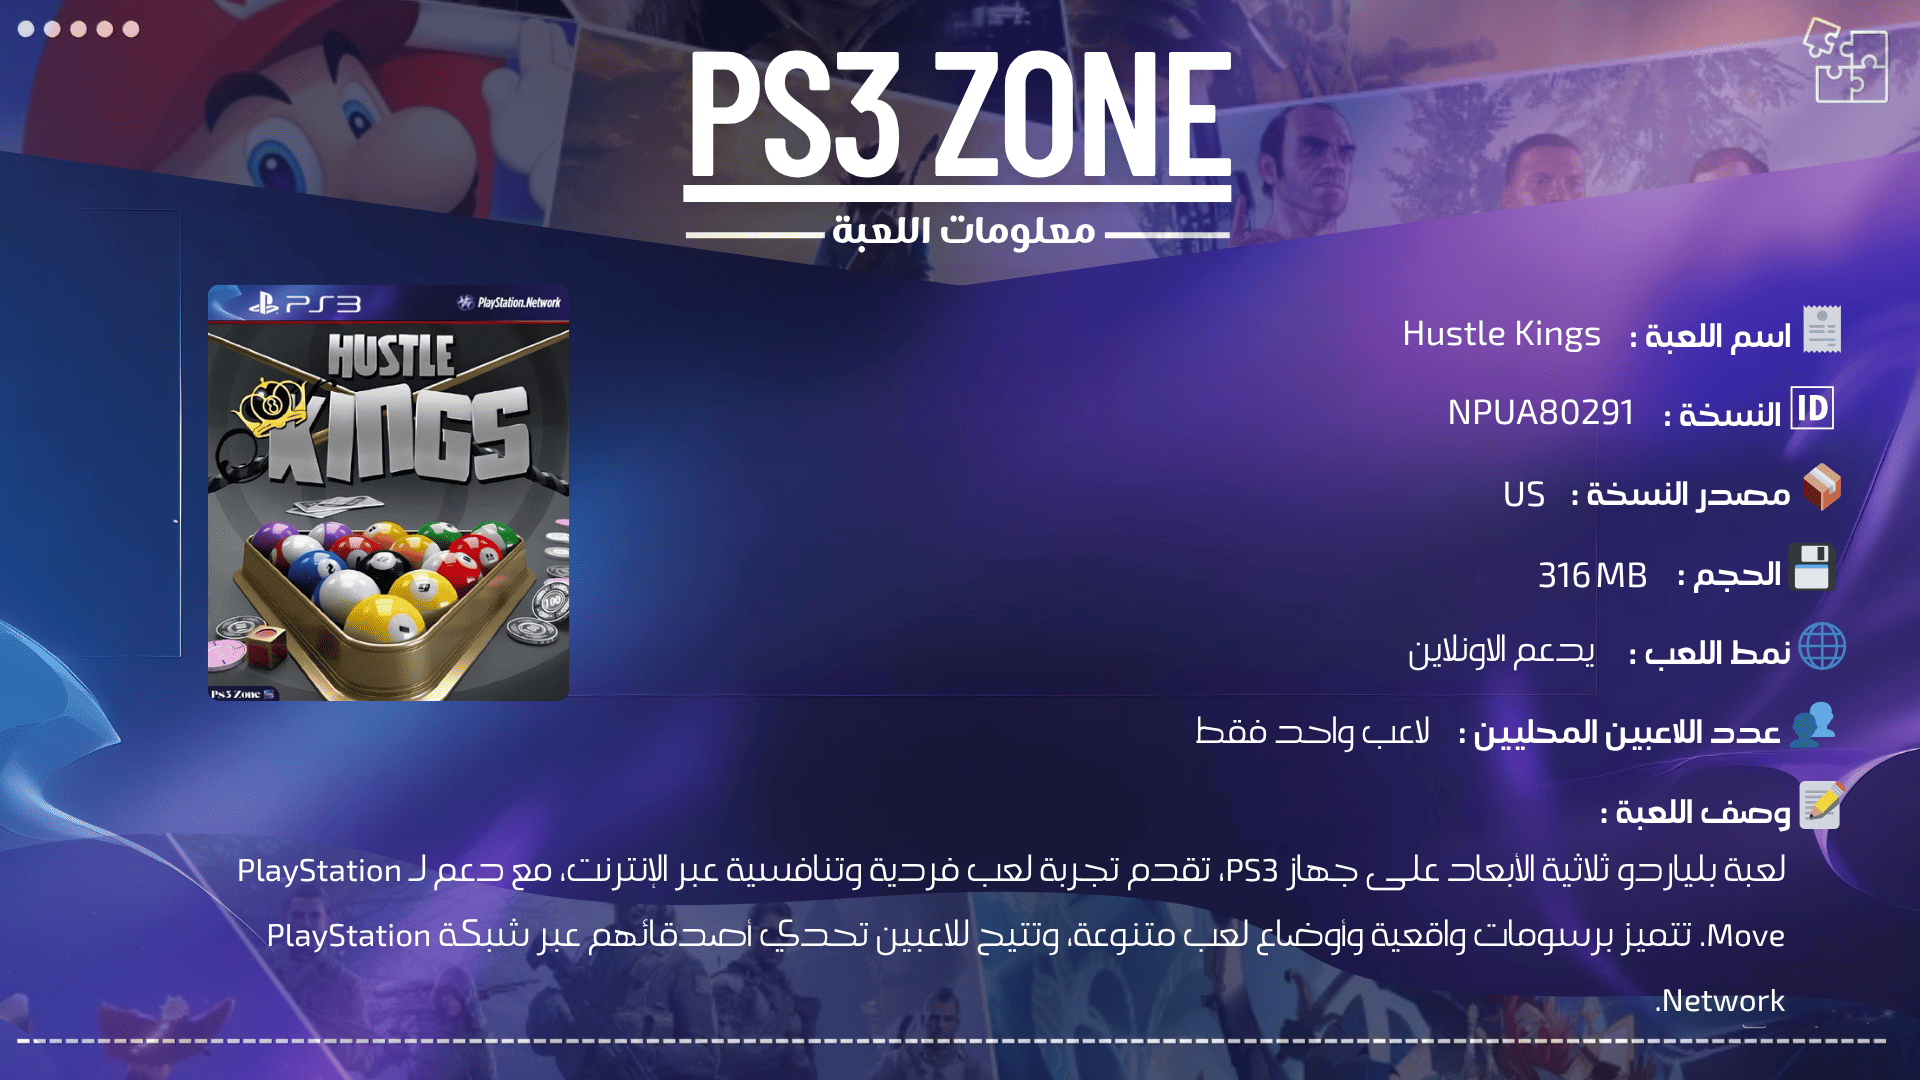 PS3 ZONE
معلومات اللعبة
PS3 PlayStation.Network
HUSTLE
KINGS
Ps3 Zone
اسم اللعبة : Hustle Kings
ID النسخة : NPUA80291
مصدر النسخة : US
الحجم : 316 MB
نمط اللعب : يدعم الاونلاين
عدد اللاعبين المحليين : لاعب واحد فقط
وصف اللعبة :
لعبة بلياردو ثلاثية الأبعاد على جهاز PS3، تقدم تجربة لعب فردية وتنافسية عبر الإنترنت، مع دعم لـ PlayStation
Move. تتميز برسومات واقعية وأوضاع لعب متنوعة، وتتيح للاعبين تحدي أصدقائهم عبر شبكة PlayStation
Network.